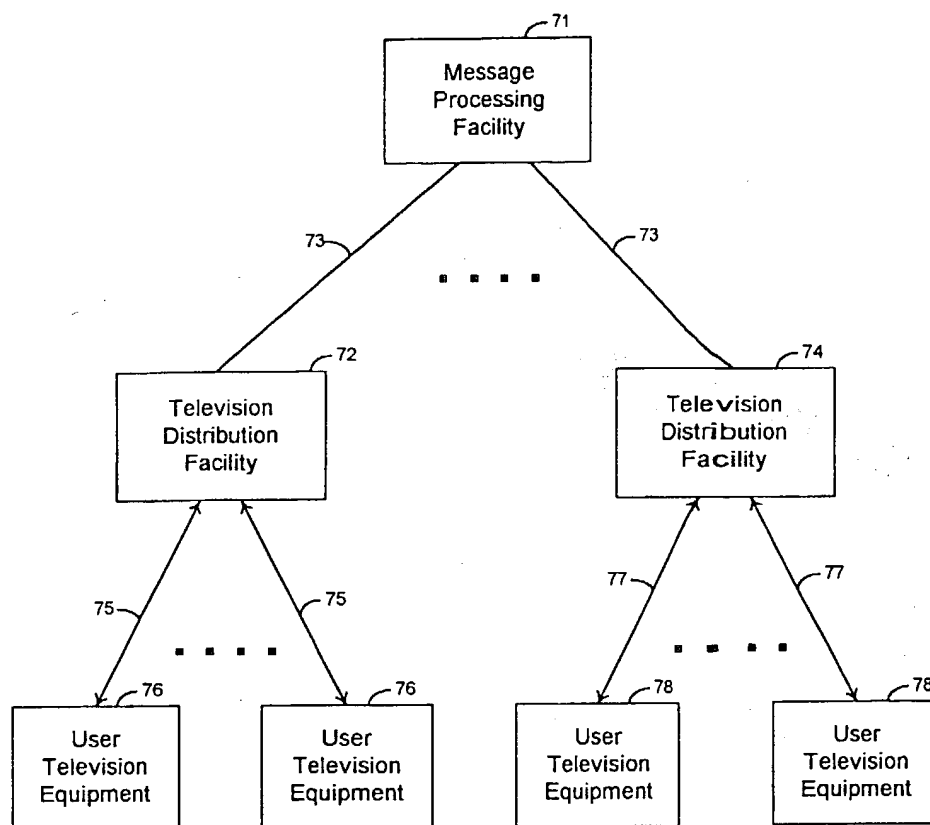 71
Message
Processing
Facility
73
73
72
74
Television
Distribution
Facility
Television
Distribution
Facility
75
75
77
77
76
76
78
78
User
Television
Equipment
User
Television
Equipment
User
Television
Equipment
User
Television
Equipment